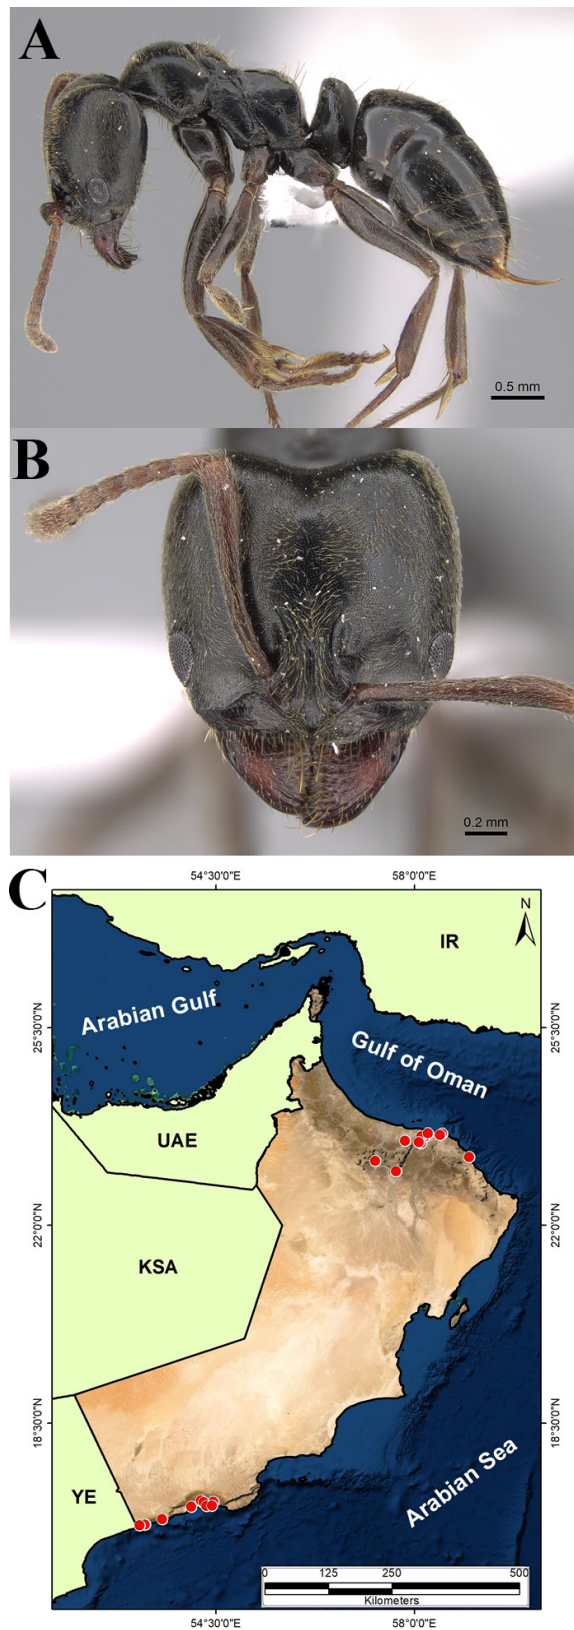 A
0.5 mm
B
0.2 mm
C
54°30'0"E
58°0'0"E
N
IR
Arabian Gulf
25°30'0"N
25°30'0"N
Gulf of Oman
UAE
22°0'0"N
22°0'0"N
KSA
18°30'0"N
18°30'0"N
YE
Arabian Sea
0
125
250
500
Kilometers
54°30'0"E
58°0'0"E